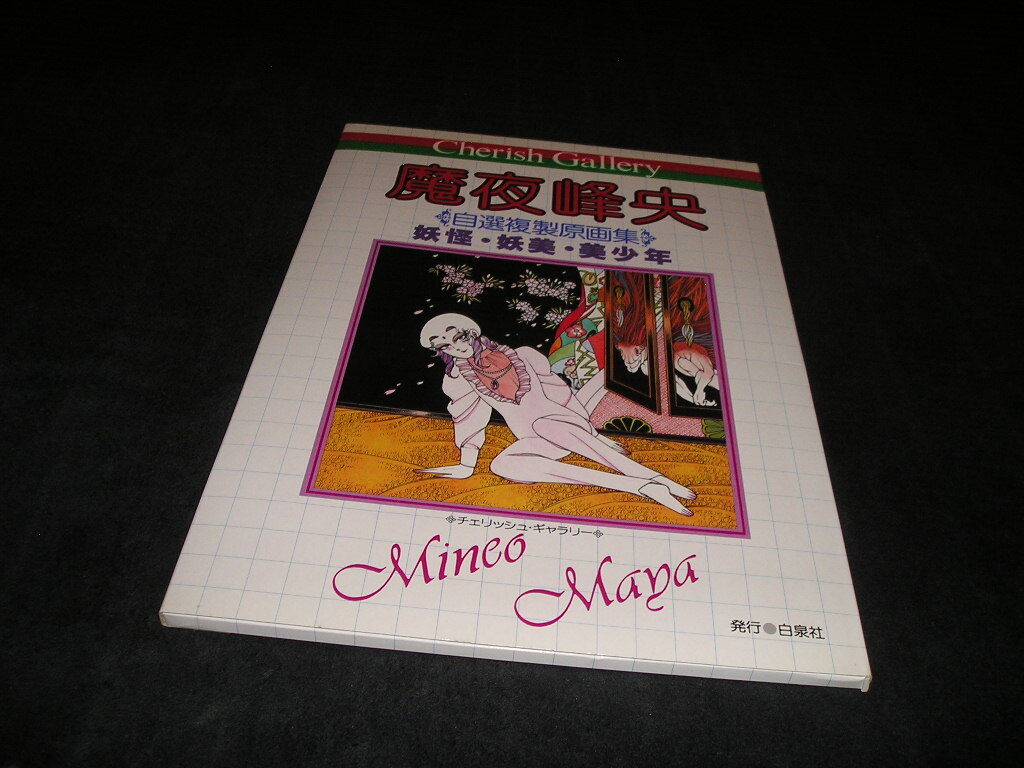 Cherish Gallery
魔夜峰央
自選複製原画集
妖怪・妖美・美少年
チェリッシュ・ギャラリー
Mineo
Maya
発行●白泉社